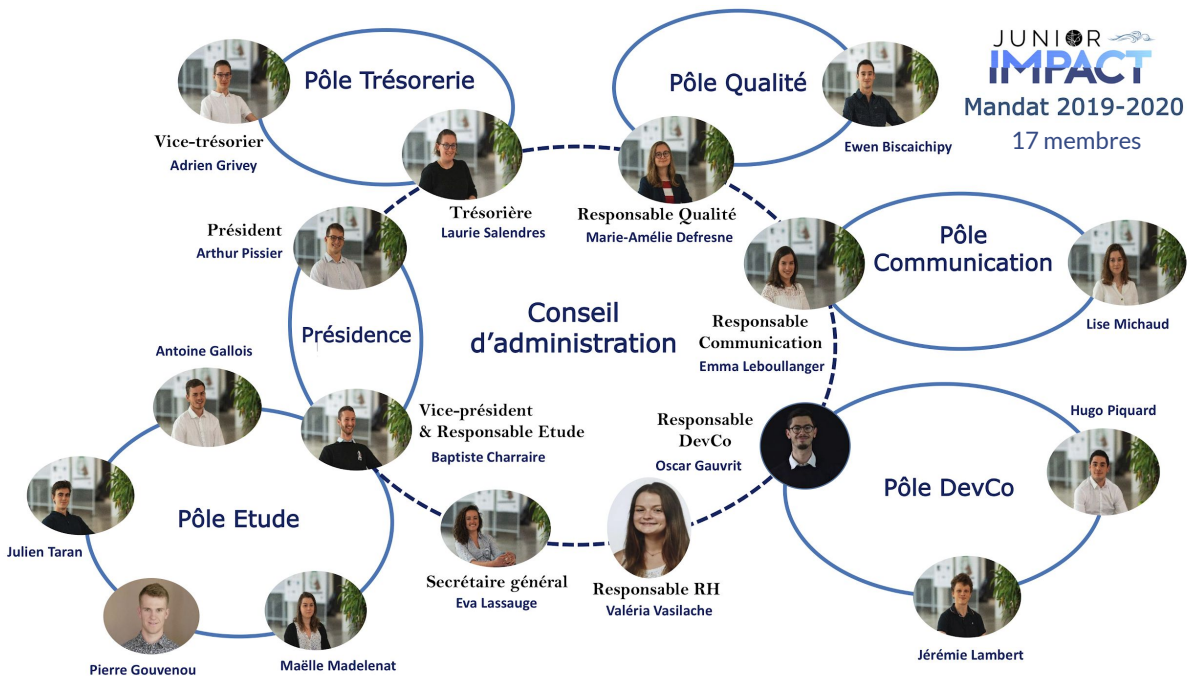 JUNIOR
IMPACT
Mandat 2019-2020
17 membres
Pôle Trésorerie
Vice-trésorier
Adrien Grivey
Trésorière
Laurie Salendres
Pôle Qualité
Ewen Biscaichipy
Responsable Qualité
Marie-Amélie Defresne
Président
Arthur Pissier
Présidence
Conseil
d’administration
Pôle
Communication
Lise Michaud
Responsable
Communication
Emma Leboullanger
Antoine Gallois
Vice-président
& Responsable Etude
Baptiste Charraire
Responsable
DevCo
Oscar Gauvrit
Hugo Piquard
Pôle DevCo
Jérémie Lambert
Pôle Etude
Julien Taran
Pierre Gouvenou
Maëlle Madelenat
Secrétaire général
Eva Lassauge
Responsable RH
Valéria Vasilache